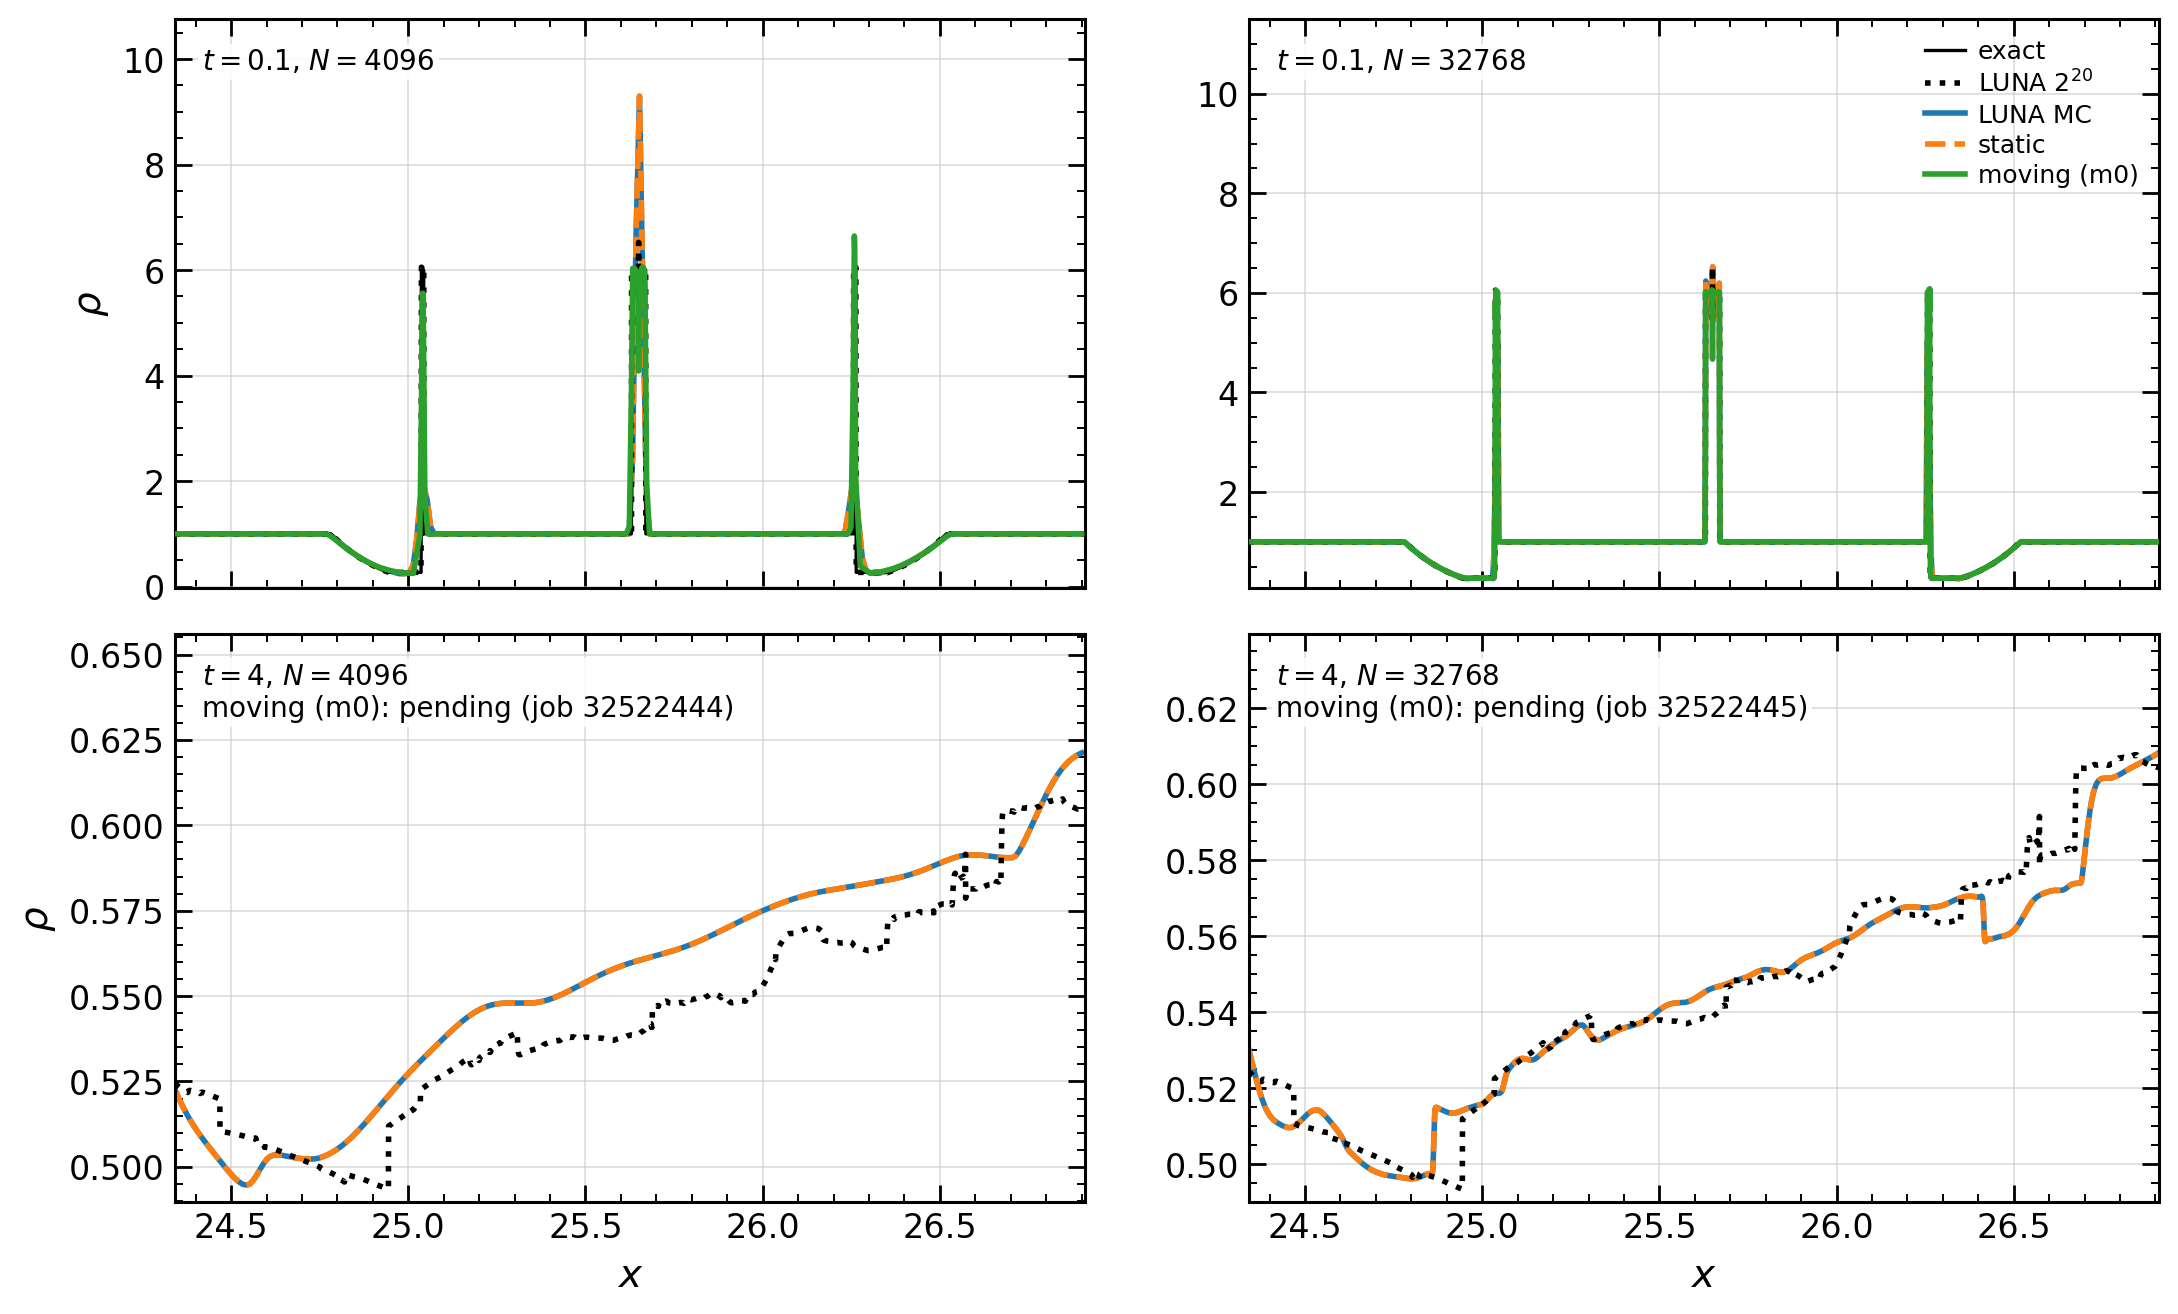 t = 0.1, N = 4096
10
8
6
4
2
0
ρ
t = 0.1, N = 32768
exact
LUNA 2^20
LUNA MC
static
moving (m0)
10
8
6
4
2
t = 4, N = 4096
moving (m0): pending (job 32522444)
0.650
0.625
0.600
0.575
0.550
0.525
0.500
ρ
24.5 25.0 25.5 26.0 26.5
x
t = 4, N = 32768
moving (m0): pending (job 32522445)
0.62
0.60
0.58
0.56
0.54
0.52
0.50
24.5 25.0 25.5 26.0 26.5
x